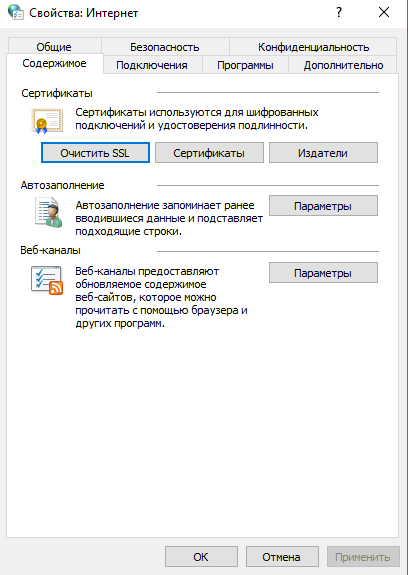 Свойства: Интернет
?
Общие Безопасность Конфиденциальность
Содержимое Подключения Программы Дополнительно
Сертификаты
Сертификаты используются для шифрованных
подключений и удостоверения подлинности.
Очистить SSL Сертификаты Издатели
Автозаполнение
Автозаполнение запоминает ранее
вводившиеся данные и подставляет
подходящие строки.
Параметры
Веб-каналы
Веб-каналы предоставляют
обновляемое содержимое
веб-сайтов, которое можно
прочитать с помощью браузера и
других программ.
Параметры
ОК Отмена Применить